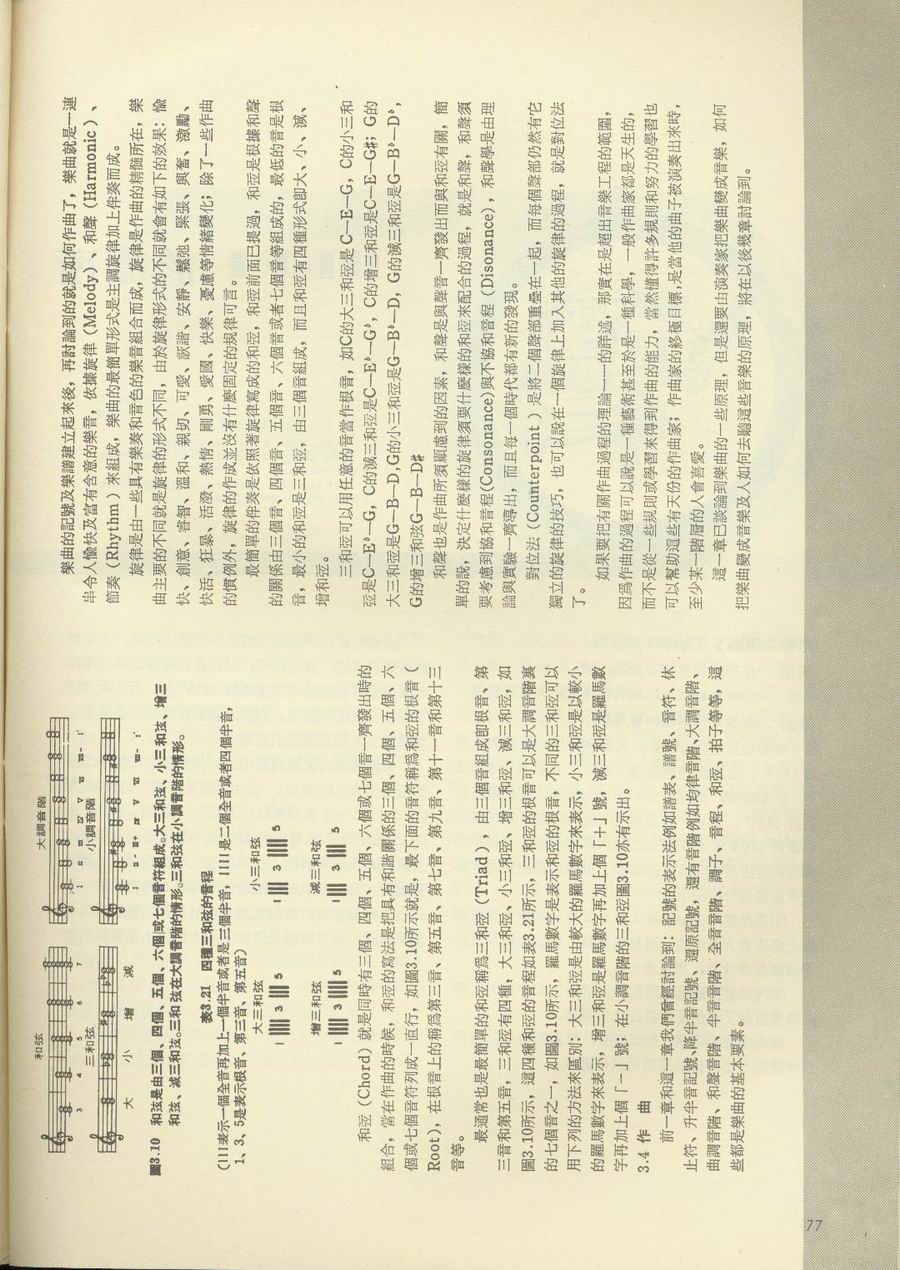 和弦
3 4 5 6 7
三和弦
大 小 增 減
大調音階
I II III IV V VI VII I'
小調音階
圖3.10 和弦是由三個、四個、五個、六個或七個音符組成。大三和弦、小三和弦、增三
和弦、減三和弦。三和弦在大調音階的情形。三和弦在小調音階的情形。
表3.21 四種三和弦的音程
(|||表示一個全音再加上一個半音或者是三個半音, ||||是二個全音或者四個半音,
1、3、5是表示根音、第三音、第五音)
大三和弦
1 |||| 3 ||| 5
小三和弦
1 ||| 3 |||| 5
增三和弦
1 |||| 3 |||| 5
減三和弦
1 ||| 3 ||| 5
和弦(Chord)就是同時有三個、四個、五個、六個或七個音一齊發出時的
組合,當在作曲的時候,和弦的寫法是把具有和諧關係的三個、四個、五個、六
個或七個音符列成一直行,如圖3.10所示就是,最下面的音符稱爲和弦的根音(
Root),在根音上的稱爲第三音、第五音、第七音、第九音、第十一音和第十三
音等。
最通常也是最簡單的和弦稱爲三和弦(Triad),由三個音組成卽根音、第
三音和第五音,三和弦有四種,大三和弦、小三和弦、增三和弦、減三和弦,如
圖3.10所示,這四種和弦的音程如表3.21所示,三和弦的根音可以是大調音階裏
的七個音之一,如圖3.10所示,羅馬數字是表示和弦的根音,不同的三和弦可以
用下列的方法來區別:大三和弦是由較大的羅馬數字來表示,小三和弦是以較小
的羅馬數字來表示,增三和弦是羅馬數字再加上個「+」號,減三和弦是羅馬數
字再加上個「-」號;在小調音階的三和弦圖3.10亦有示出。
3.4 作 曲
前一章和這一章我們曾經討論到:記號的表示法例如譜表、譜號、音符、休
止符、升半音記號、降半音記號、還原記號,還有音階例如均律音階、大調音階、
曲調音階、和聲音階、半音音階、全音音階、調子、音程、和弦、拍子等等,這
些都是樂曲的基本要素。
樂曲的記號及樂譜建立起來後,再討論到的就是如何作曲了,樂曲就是一連
串令人愉快及富有含意的樂音,依據旋律(Melody)、和聲(Harmonic)、
節奏(Rhythm)來組成,樂曲的最簡單形式是主調旋律加上伴奏而成。
旋律是由一些具有樂奏和音色的樂音組合而成,旋律是作曲的精髓所在,樂
曲主要的不同就是旋律的形式不同,由於旋律形式的不同就會有如下的效果:愉
快、創意、睿智、溫和、親切、可愛、歌謠、安靜、鬆弛、緊張、興奮、激勵、
快活、狂暴、活潑、熱情、剛勇、愛國、快樂、憂慮等情緒變化;除了一些作曲
的慣例外,旋律的作成並沒有什麼固定的規律可言。
最簡單的伴奏是依照著旋律寫成的和弦,和弦前面已提過,和弦是根據和聲
的關係由三個音、四個音、五個音、六個音或者七個音等組成的,最低的音是根
音,最小的和弦是三和弦,由三個音組成,而且和弦有四種形式卽大、小、減、
增和弦。
三和弦可以用任意的音當作根音,如C的大三和弦是C—E—G,C的小三和
弦是C—E♭—G,C的減三和弦是C—E♭—G♭,C的增三和弦是C—E—G♯;G的
大三和弦是G—B—D,G的小三和弦是G—B♭—D,G的減三和弦是G—B♭—D♭,
G的增三和弦G—B—D♯
和聲也是作曲所須顧慮到的因素,和聲是與聲音一齊發出而與和弦有關,簡
單的說,決定什麼樣的旋律須要什麼樣的和弦來配合的過程,就是和聲,和聲須
要考慮到協和音程(Consonance)與不協和音程(Disonance),和聲學是由理
論與實驗一齊導出,而且每一個時代都有新的發現。
對位法(Counterpoint)是將二個聲部重疊在一起,而每個聲部仍然有它
獨立的旋律的技巧,也可以說在一個旋律上加入其他的旋律的過程,就是對位法
了。
如果要把有關作曲過程的理論一一的詳述,那實在是超出音樂工程的範圍,
因爲作曲的過程可以說是一種藝術甚至於是一種科學,一般作曲家都是天生的,
而不是從一些規則或學習來得到作曲的能力,當然懂得許多規則和努力的學習也
可以幫助這些有天份的作曲家;作曲家的終極目標,是當他的曲子被演奏出來時,
至少某一階層的人會喜愛。
這一章已談論到樂曲的一些原理,但是還要由演奏家把樂曲變成音樂,如何
把樂曲變成音樂及人如何去聽這些音樂的原理,將在以後幾章討論到。
77